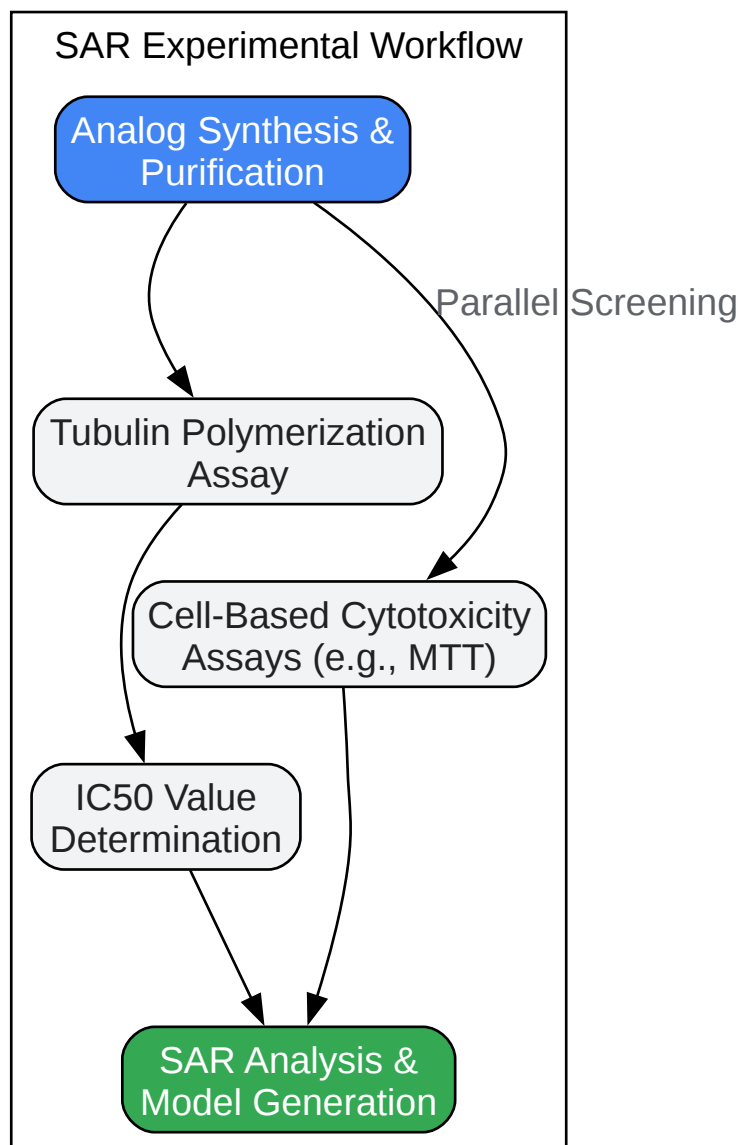 SAR Experimental Workflow
Analog Synthesis &
Purification
Parallel Screening
Tubulin Polymerization
Assay
Cell-Based Cytotoxicity
Assays (e.g., MTT)
IC50 Value
Determination
SAR Analysis &
Model Generation